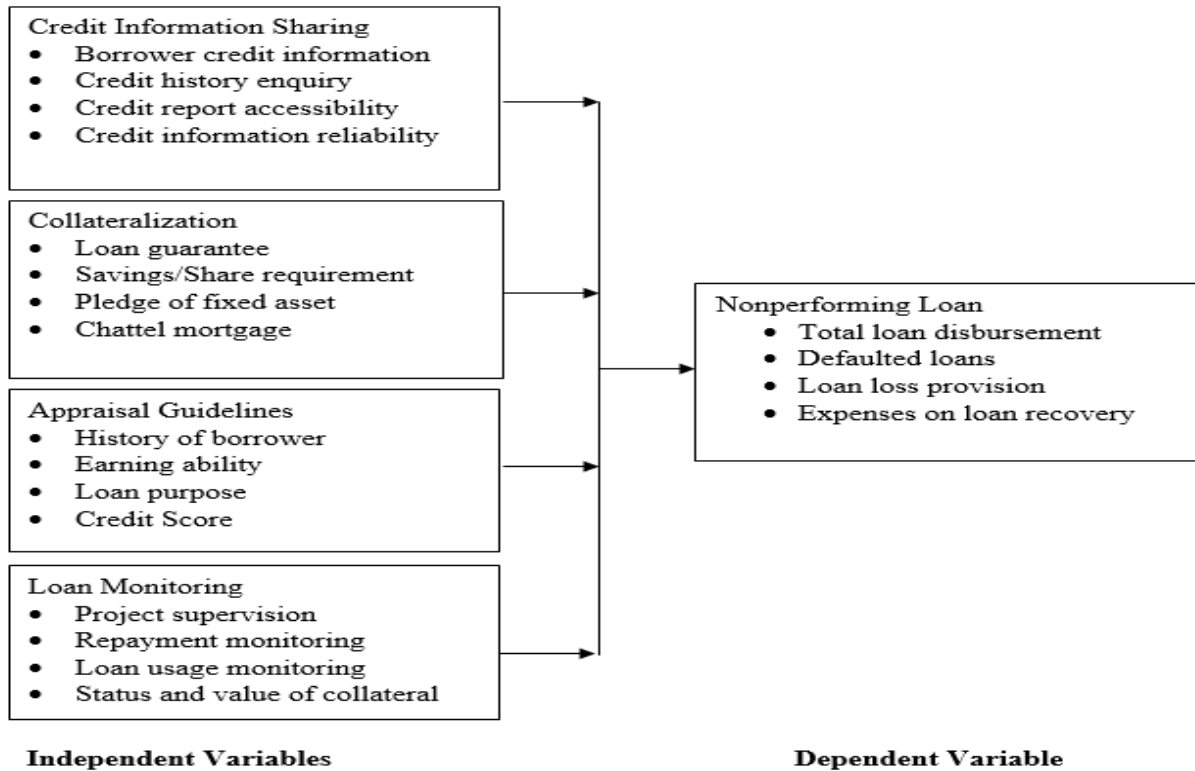 Credit Information Sharing
• Borrower credit information
• Credit history enquiry
• Credit report accessibility
• Credit information reliability
Collateralization
• Loan guarantee
• Savings/Share requirement
• Pledge of fixed asset
• Chattel mortgage
Appraisal Guidelines
• History of borrower
• Earning ability
• Loan purpose
• Credit Score
Loan Monitoring
• Project supervision
• Repayment monitoring
• Loan usage monitoring
• Status and value of collateral
Independent Variables
Nonperforming Loan
• Total loan disbursement
• Defaulted loans
• Loan loss provision
• Expenses on loan recovery
Dependent Variable